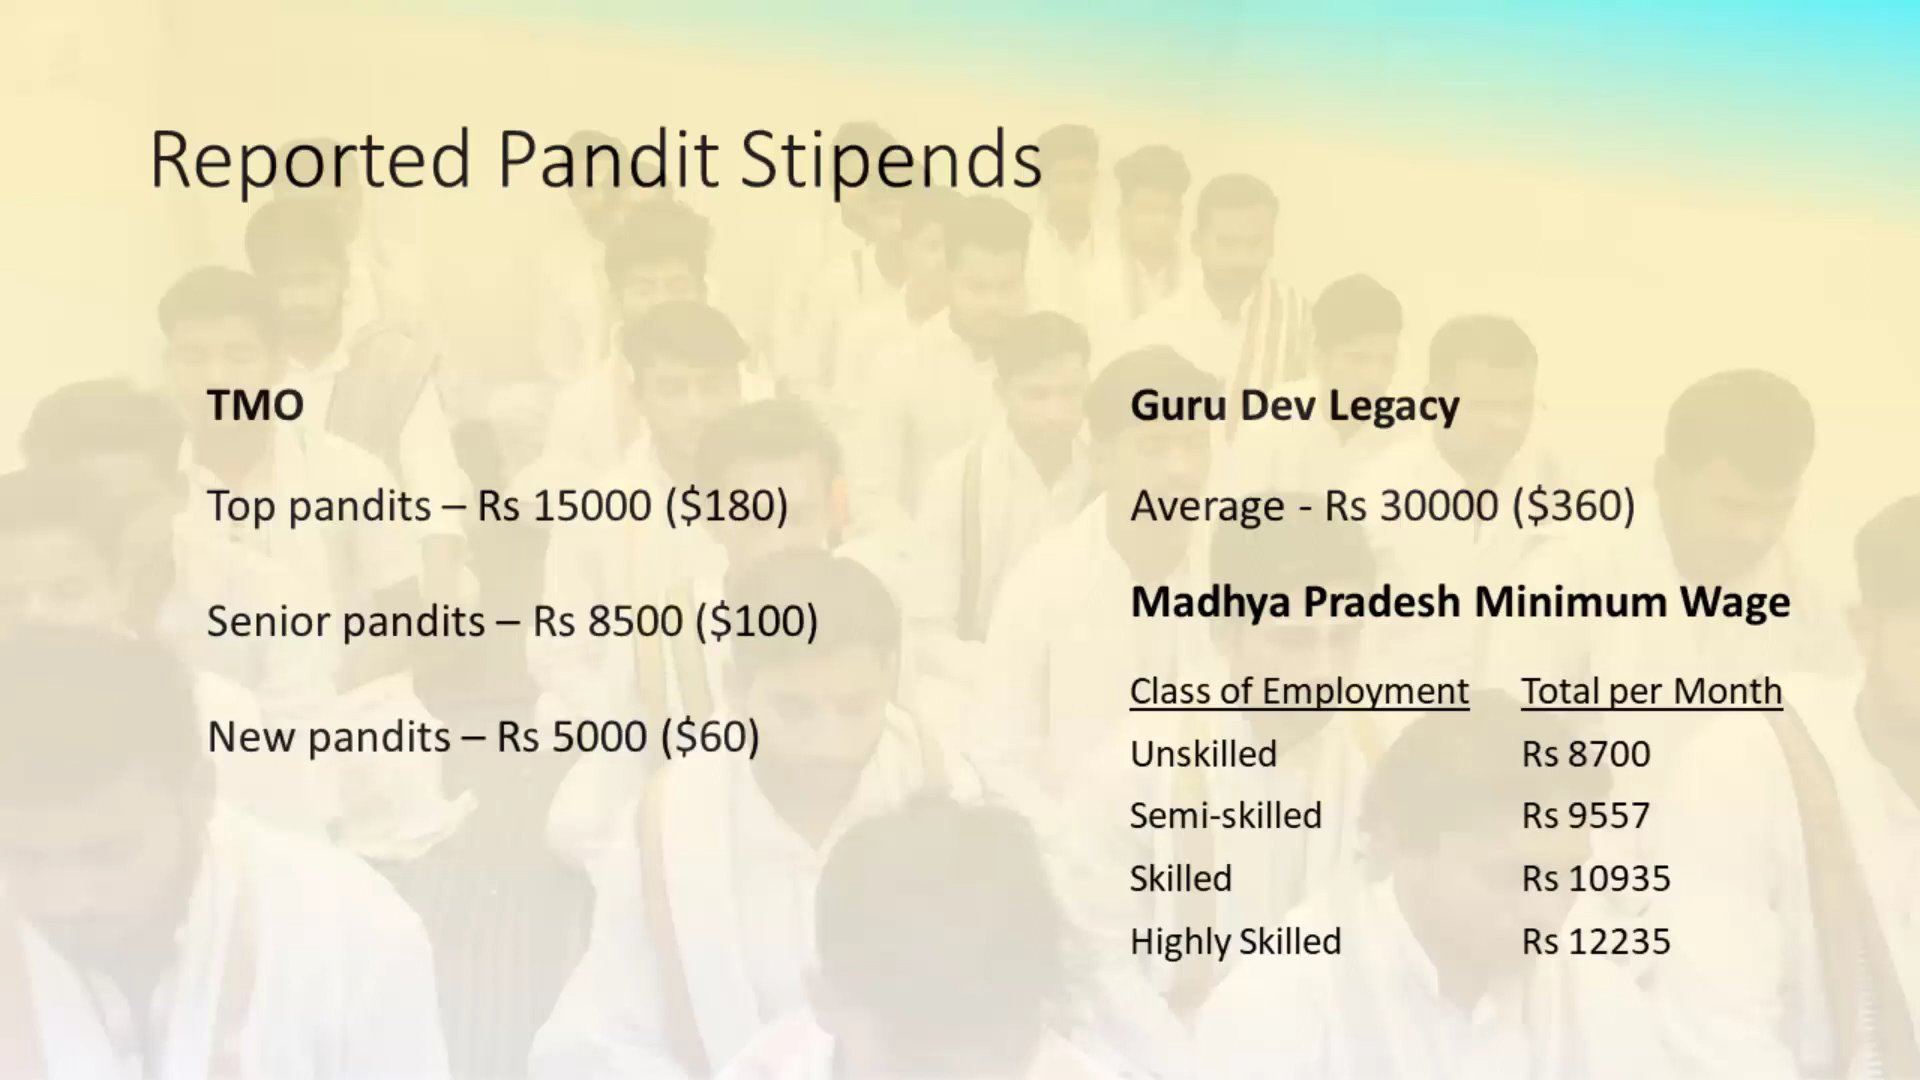 Reported Pandit Stipends
TMO
Top pandits – Rs 15000 ($180)
Senior pandits – Rs 8500 ($100)
New pandits – Rs 5000 ($60)
Guru Dev Legacy
Average - Rs 30000 ($360)
Madhya Pradesh Minimum Wage
Class of Employment Total per Month
Unskilled Rs 8700
Semi-skilled Rs 9557
Skilled Rs 10935
Highly Skilled Rs 12235